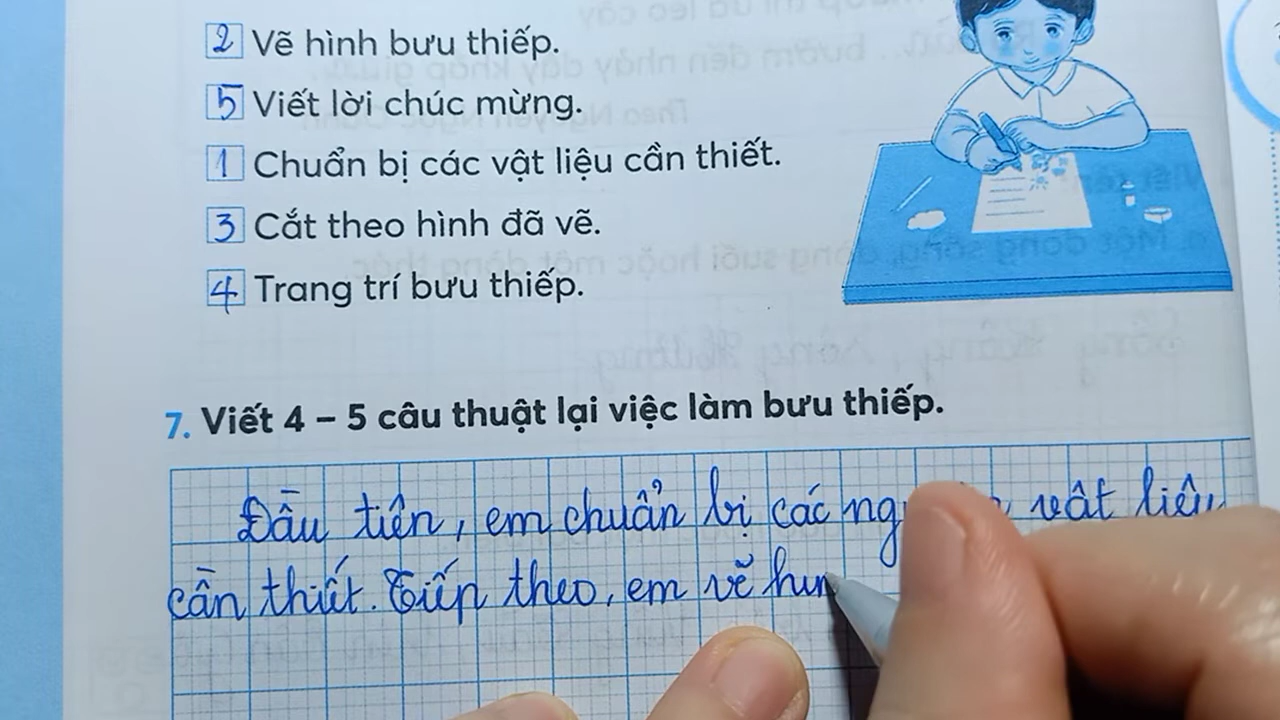 2 Vẽ hình bưu thiếp.
5 Viết lời chúc mừng.
1 Chuẩn bị các vật liệu cần thiết.
3 Cắt theo hình đã vẽ.
4 Trang trí bưu thiếp.
7. Viết 4 – 5 câu thuật lại việc làm bưu thiếp.
Đầu tiên, em chuẩn bị các vật liệu
cần thiết. Tiếp theo, em vẽ